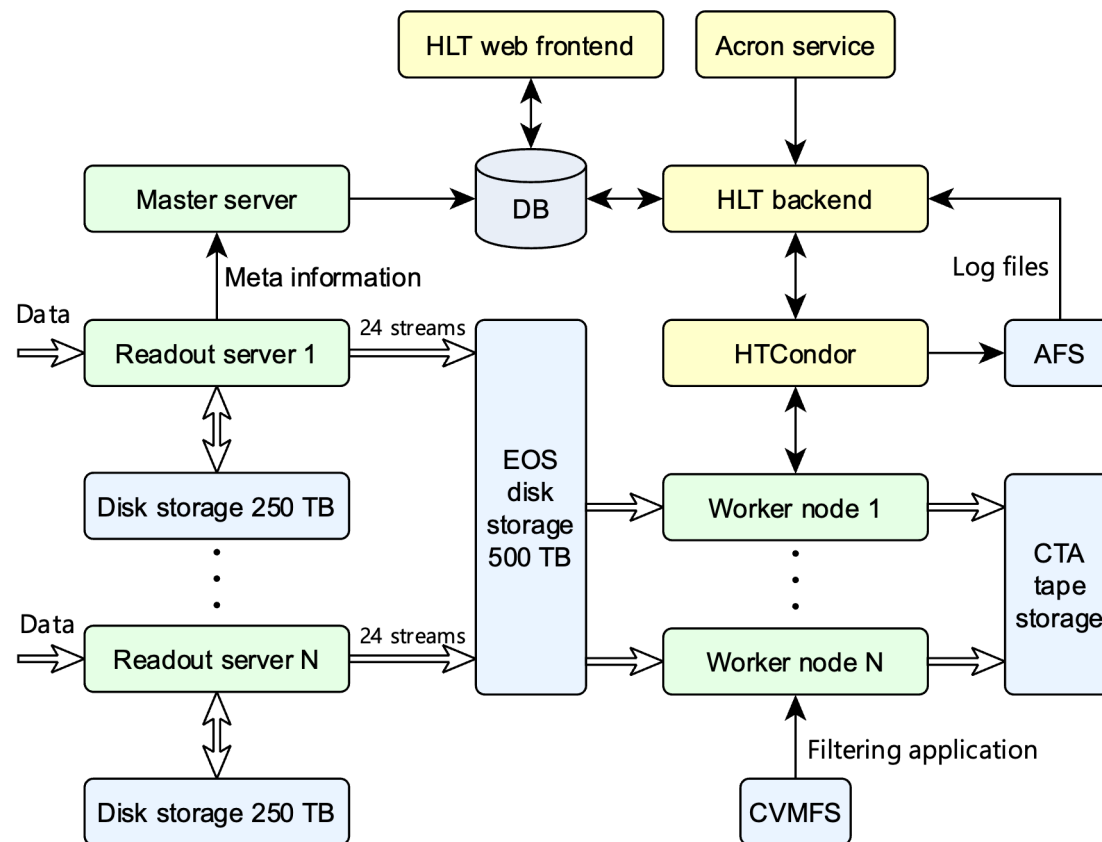 HLT web frontend
Acron service
Master server
DB
HLT backend
Meta information
Log files
Data
Readout server 1
24 streams
HTCondor
AFS
Disk storage 250 TB
EOS
disk
storage
500 TB
Worker node 1
CTA
tape
storage
Data
Readout server N
24 streams
Worker node N
Filtering application
Disk storage 250 TB
CVMFS